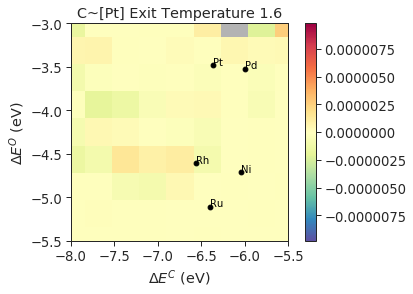 C~[Pt] Exit Temperature 1.6
−3.0
−3.5
−4.0
−4.5
−5.0
−5.5
ΔE^O (eV)
Pt
Pd
Rh
Ni
Ru
−8.0 −7.5 −7.0 −6.5 −6.0 −5.5
ΔE^C (eV)
0.0000075
0.0000050
0.0000025
0.0000000
−0.0000025
−0.0000050
−0.0000075